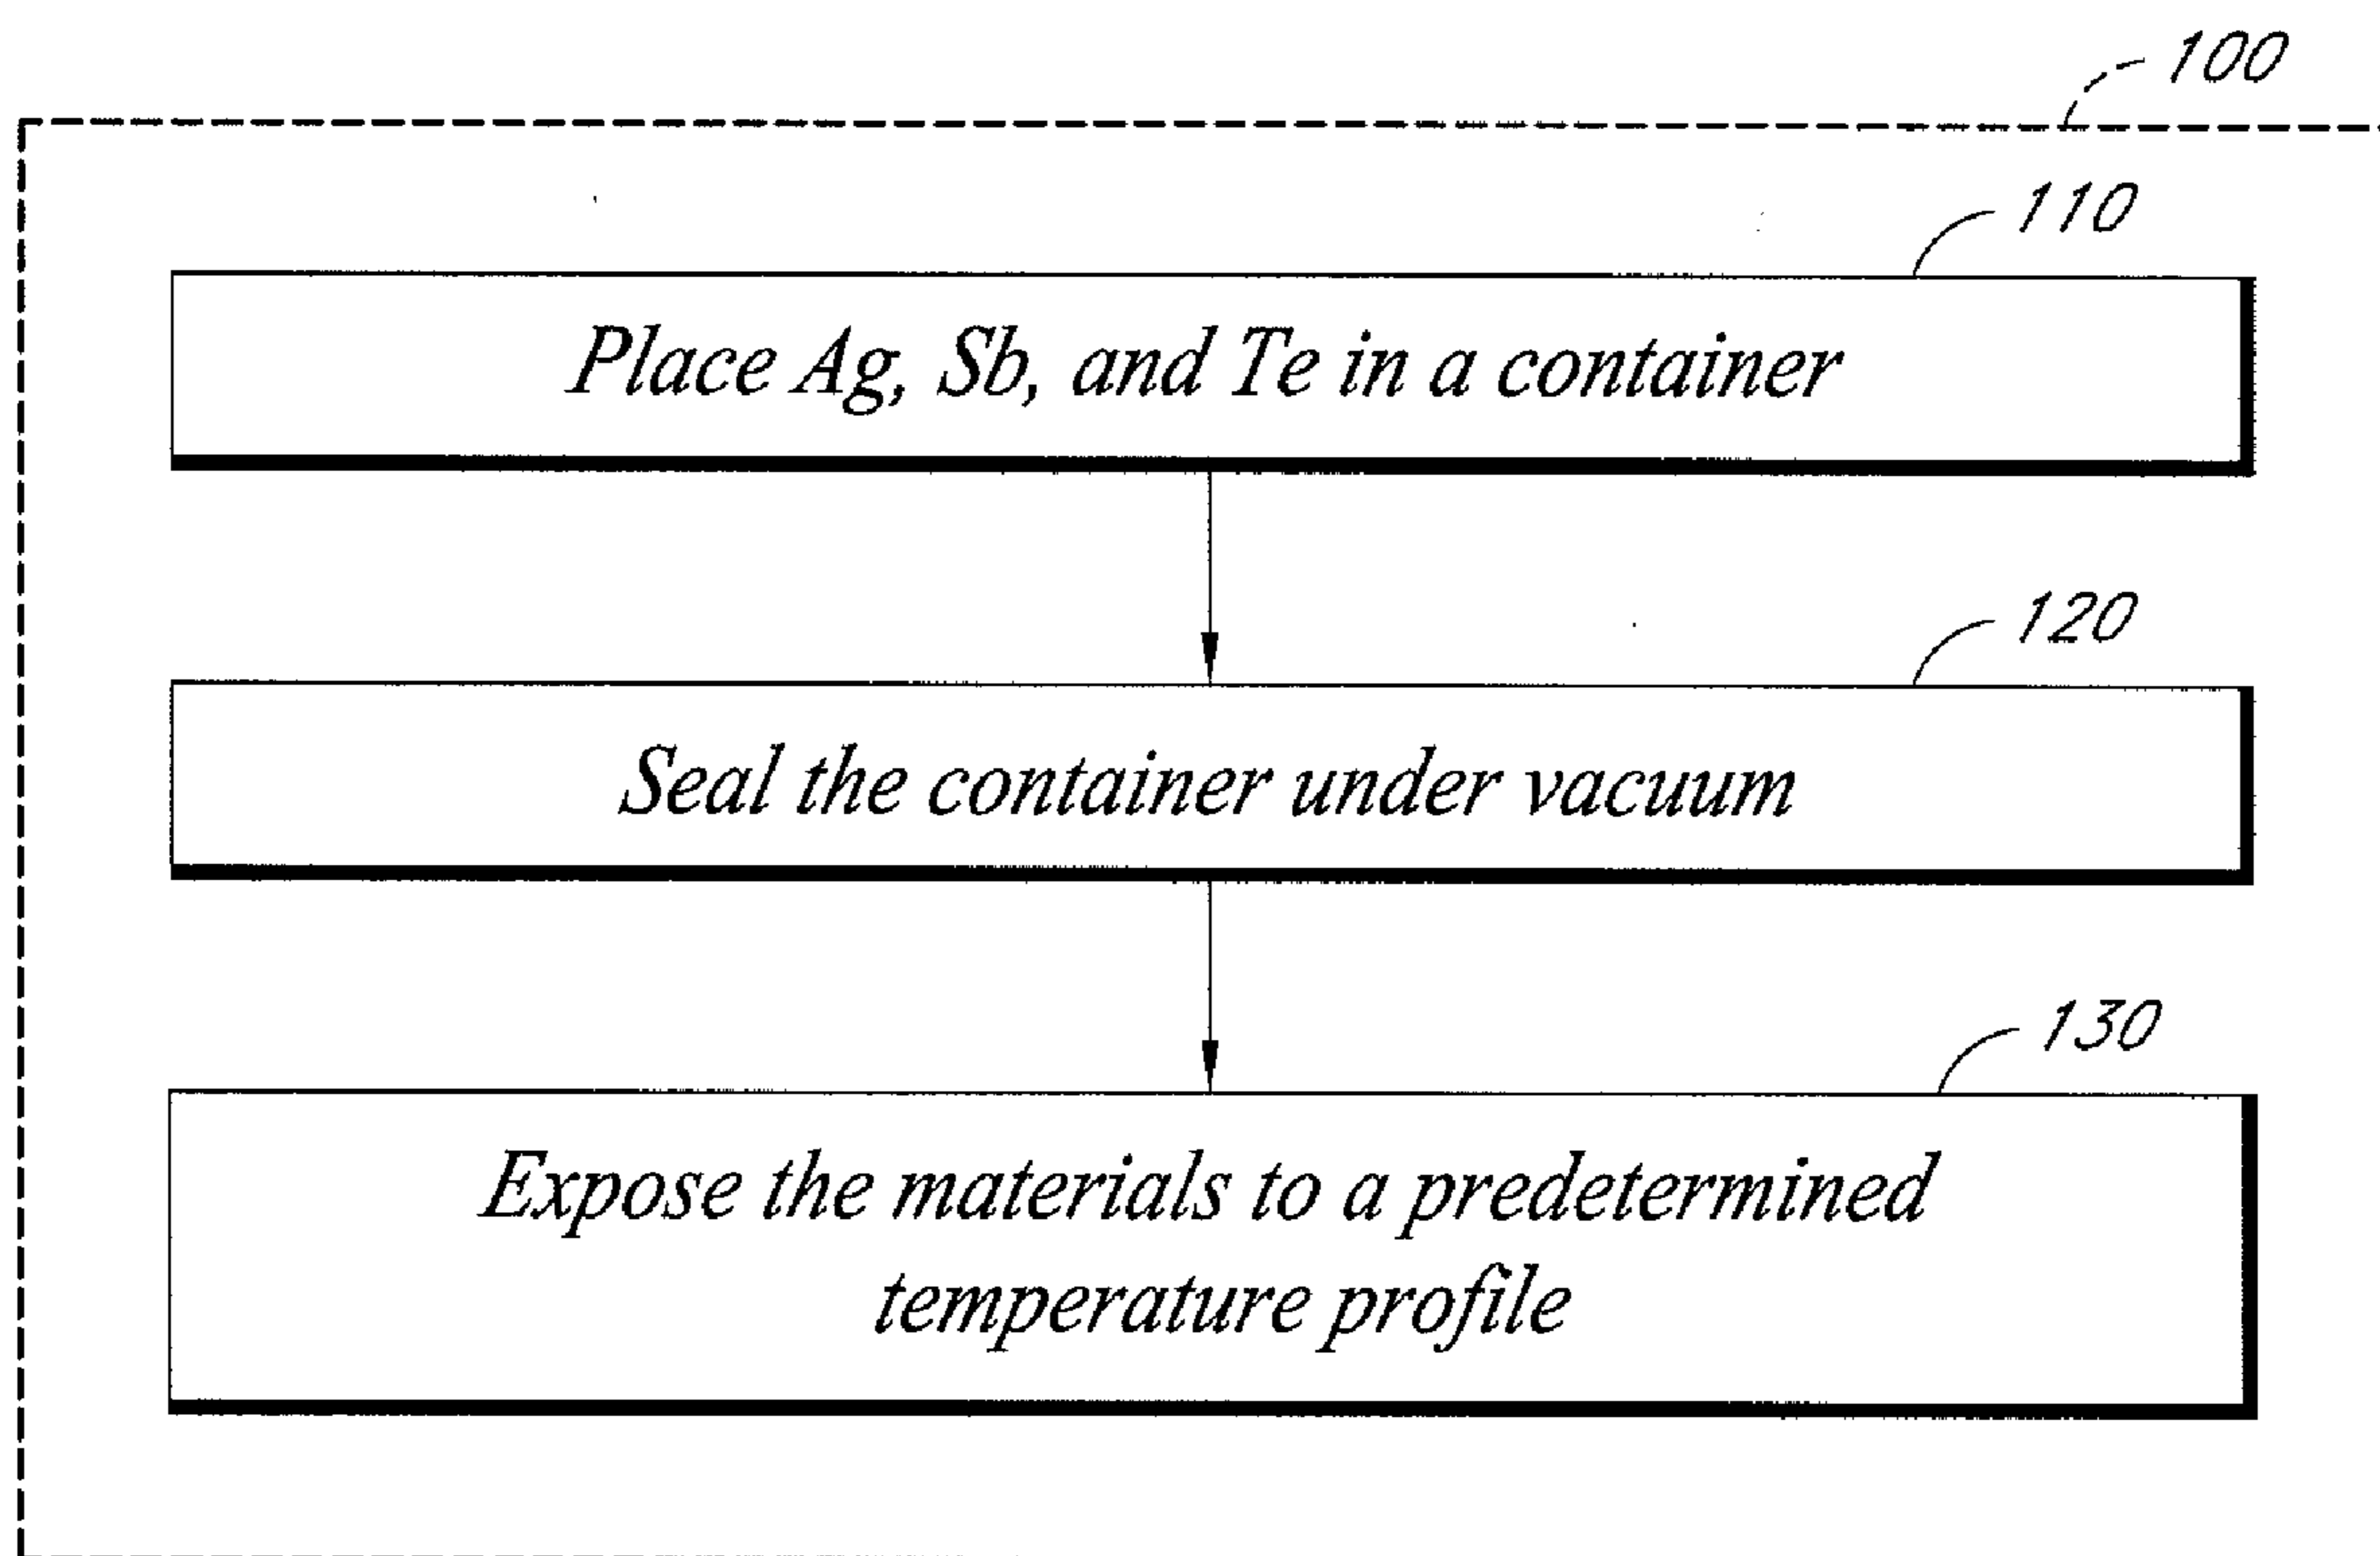 100
110
Place Ag, Sb, and Te in a container
120
Seal the container under vacuum
130
Expose the materials to a predetermined
temperature profile